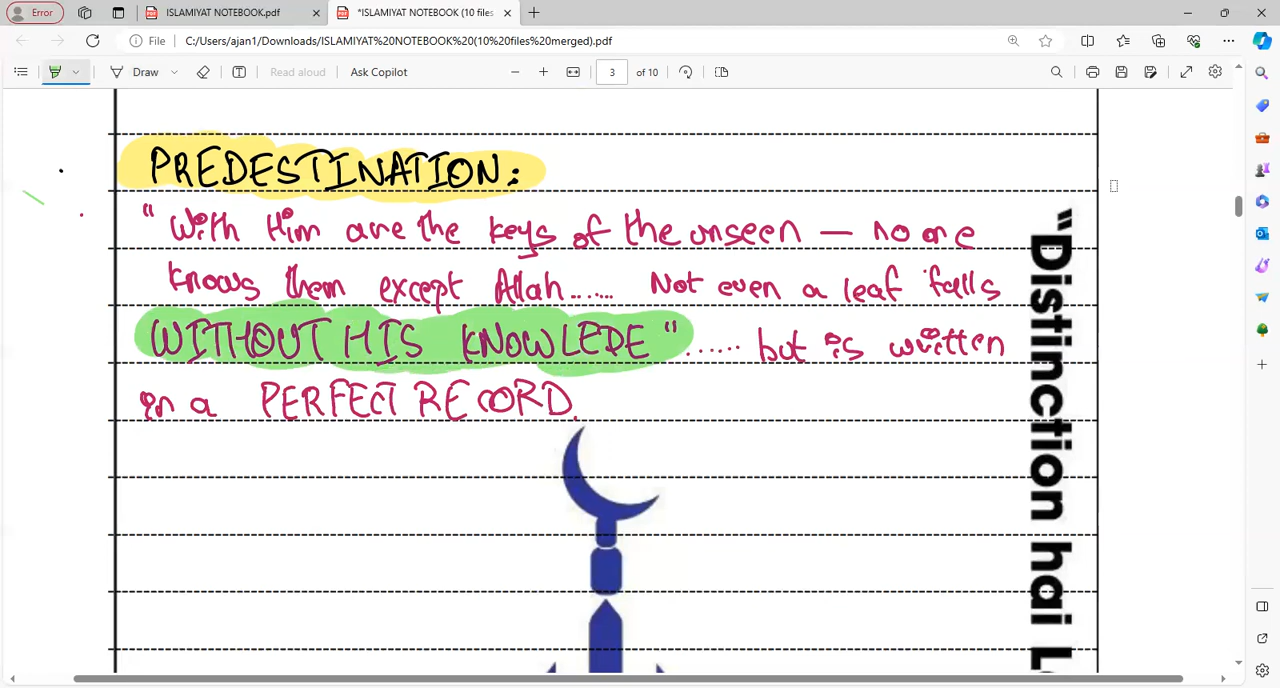 Error
ISLAMIYAT NOTEBOOK.pdf
*ISLAMIYAT NOTEBOOK (10 files
File
C:/Users/ajan1/Downloads/ISLAMIYAT%20NOTEBOOK%20(10%20files%20merged).pdf
Draw
Read aloud
Ask Copilot
3
of 10
PREDESTINATION:
"With Him are the keys of the unseen — no one
knows them except Allah...... Not even a leaf falls
WITHOUT HIS KNOWLEDE"...... but is written
in a PERFECT RECORD.
"Distinction hai L